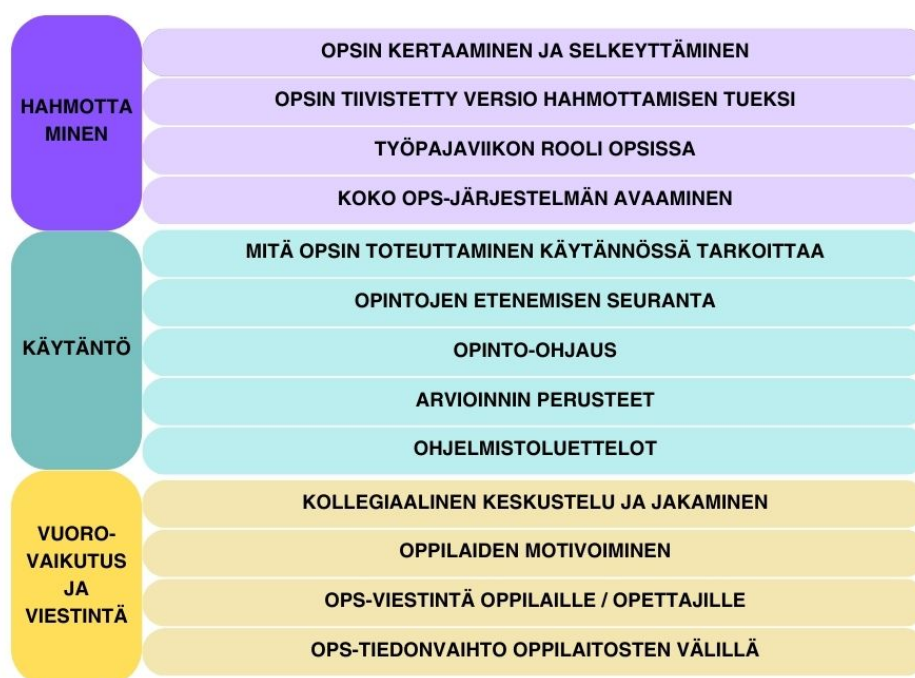 HAHMOTTA
MINEN
OPSIN KERTAAMINEN JA SELKEYTTÄMINEN
OPSIN TIIVISTETTY VERSIO HAHMOTTAMISEN TUEKSI
TYÖPAJAVIIKON ROOLI OPSISSA
KOKO OPS-JÄRJESTELMÄN AVAAMINEN
KÄYTÄNTÖ
MITÄ OPSIN TOTEUTTAMINEN KÄYTÄNNÖSSÄ TARKOITTAA
OPINTOJEN ETENEMISEN SEURANTA
OPINTO-OHJAUS
ARVIOINNIN PERUSTEET
OHJELMISTOLUETTELOT
VUORO-
VAIKUTUS
JA
VIESTINTÄ
KOLLEGIAALINEN KESKUSTELU JA JAKAMINEN
OPPILAIDEN MOTIVOIMINEN
OPS-VIESTINTÄ OPPILAILLE / OPETTAJILLE
OPS-TIEDONVAIHTO OPPILAITOSTEN VÄLILLÄ